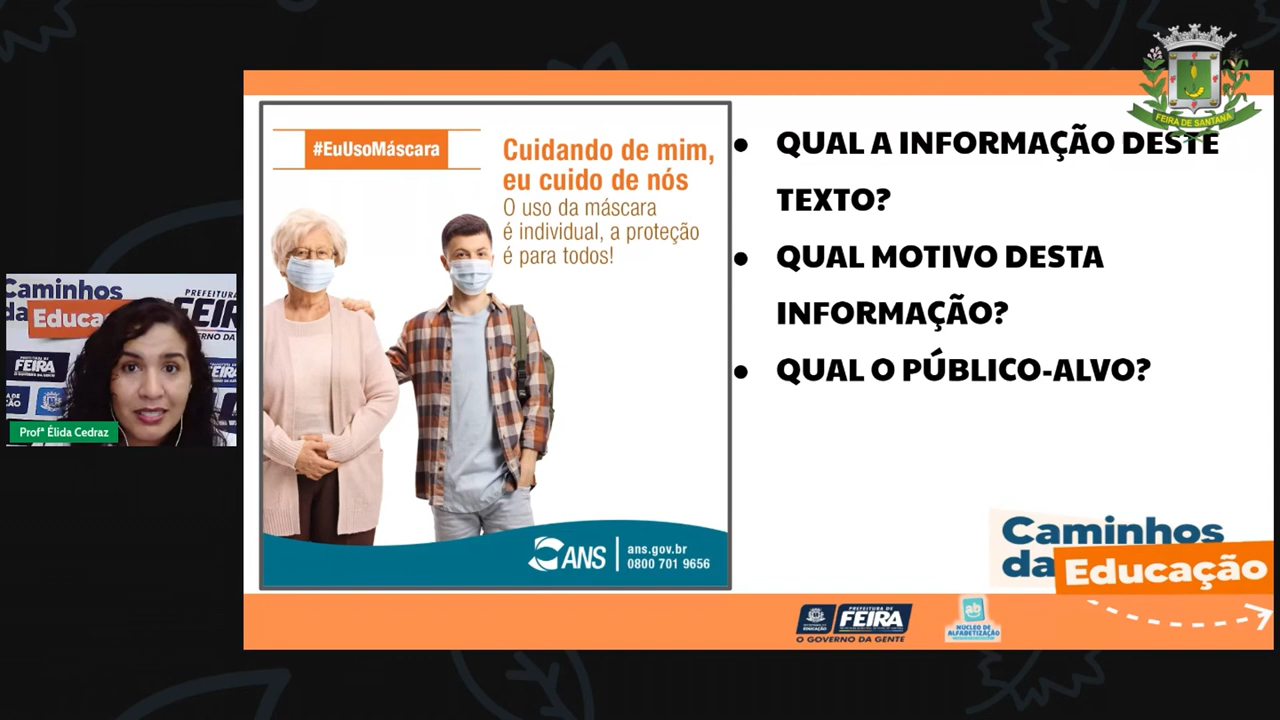 FEIRA DE SANTANA
#EuUsoMáscara
Cuidando de mim,
eu cuido de nós
O uso da máscara
é individual, a proteção
é para todos!
ANS
ans.gov.br
0800 701 9656
QUAL A INFORMAÇÃO DESTE
TEXTO?
QUAL MOTIVO DESTA
INFORMAÇÃO?
QUAL O PÚBLICO-ALVO?
Caminhos
da Educação
PREFEITURA DE
FEIRA
O GOVERNO DA GENTE
EDUCAÇÃO
NÚCLEO DE
ALFABETIZAÇÃO
Caminhos
da Educa
PREFEITURA
FEIRA
Profª Élida Cedraz